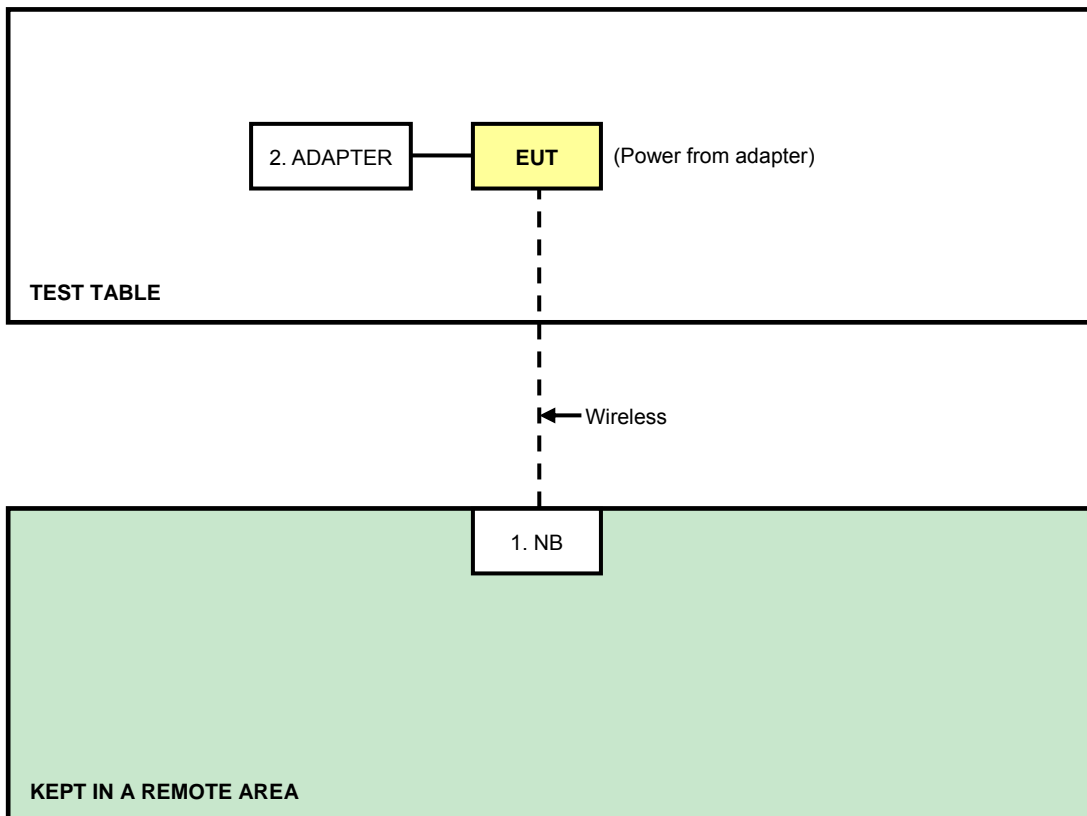 2. ADAPTER
EUT
(Power from adapter)
TEST TABLE
Wireless
1. NB
KEPT IN A REMOTE AREA